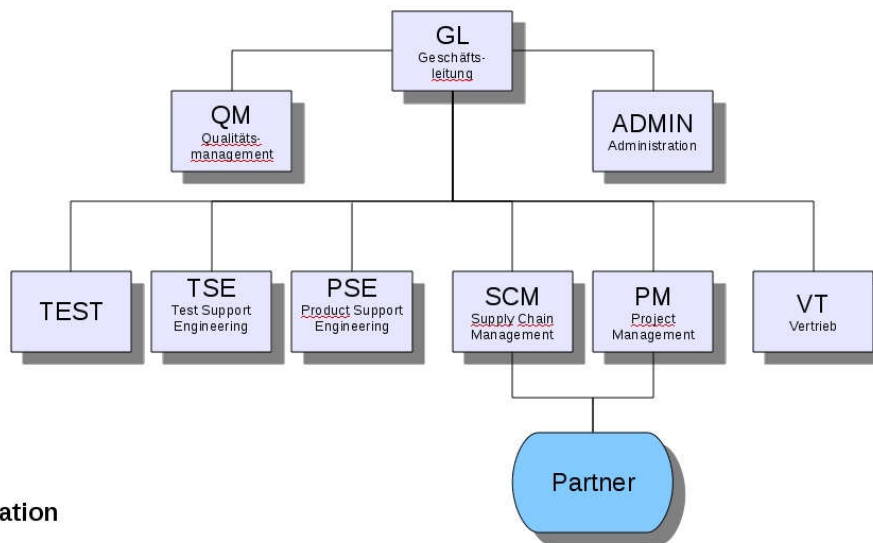 GL
Geschäfts-
leitung
QM
Qualitäts-
management
ADMIN
Administration
TEST
TSE
Test Support
Engineering
PSE
Product Support
Engineering
SCM
Supply Chain
Management
PM
Project
Management
VT
Vertrieb
Partner
ation